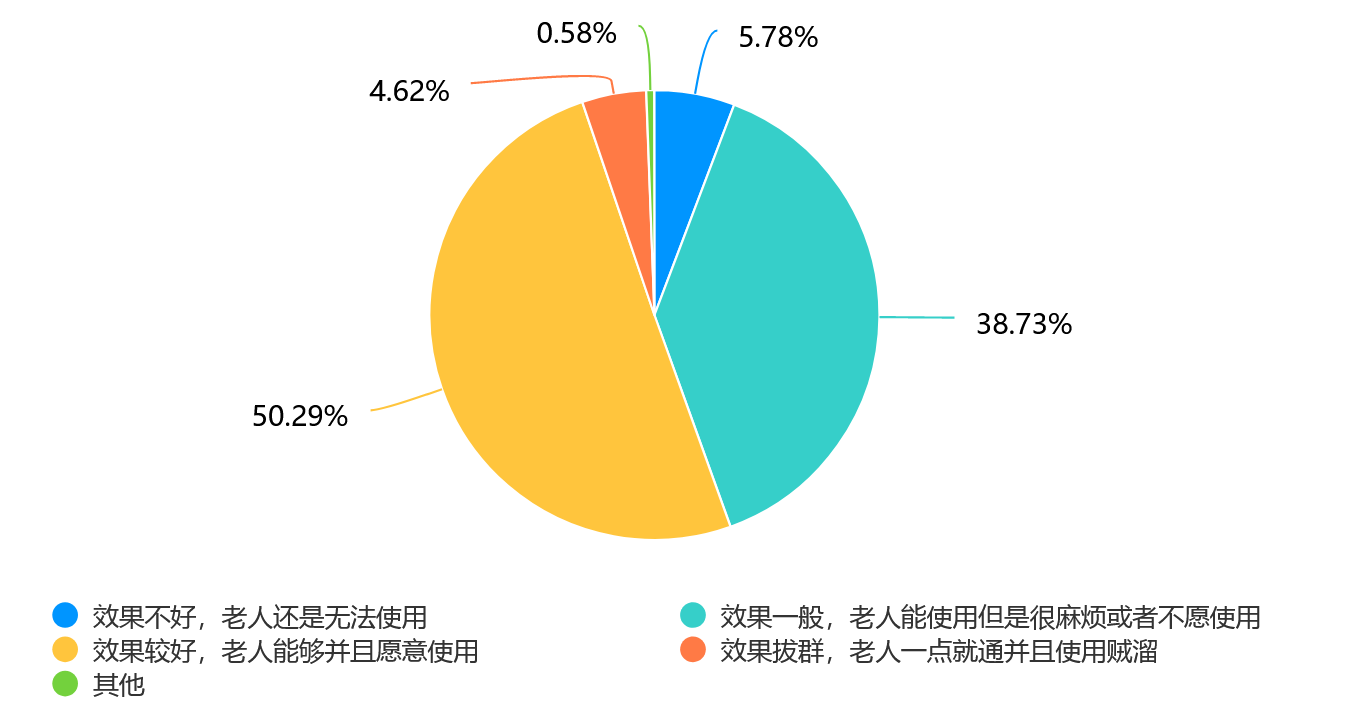 0.58%
5.78%
4.62%
38.73%
50.29%
效果不好，老人还是无法使用
效果一般，老人能使用但是很麻烦或者不愿使用
效果较好，老人能够并且愿意使用
效果拔群，老人一点就通并且使用贼溜
其他